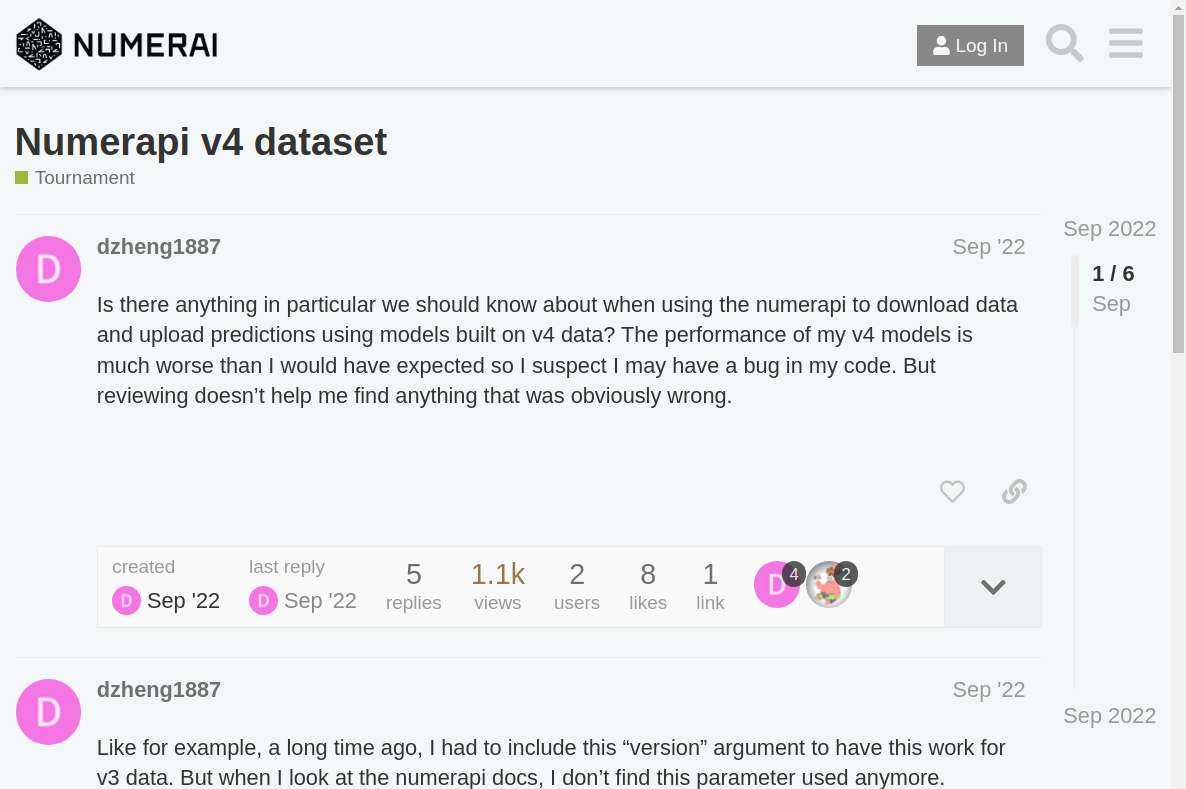 NUMERAI
Log In
Numerapi v4 dataset
Tournament
Sep 2022
1 / 6
Sep
D
dzheng1887
Sep '22
Is there anything in particular we should know about when using the numerapi to download data
and upload predictions using models built on v4 data? The performance of my v4 models is
much worse than I would have expected so I suspect I may have a bug in my code. But
reviewing doesn’t help me find anything that was obviously wrong.
created
D Sep '22
last reply
D Sep '22
5
replies
1.1k
views
2
users
8
likes
1
link
D 4
2
Sep 2022
D
dzheng1887
Sep '22
Like for example, a long time ago, I had to include this “version” argument to have this work for
v3 data. But when I look at the numerapi docs, I don’t find this parameter used anymore.